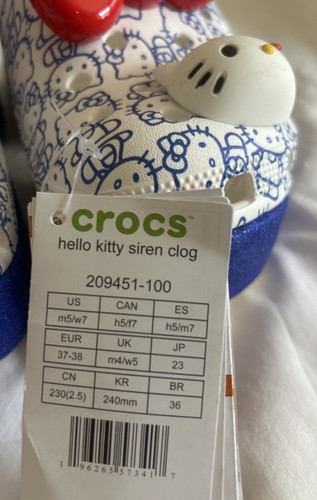 crocs™
hello kitty siren clog
209451-100
US CAN ES
m5/w7 h5/f7 h5/m7
EUR UK JP
37-38 m4/w5 23
CN KR BR
230(2.5) 240mm 36
1 96265 57341 7